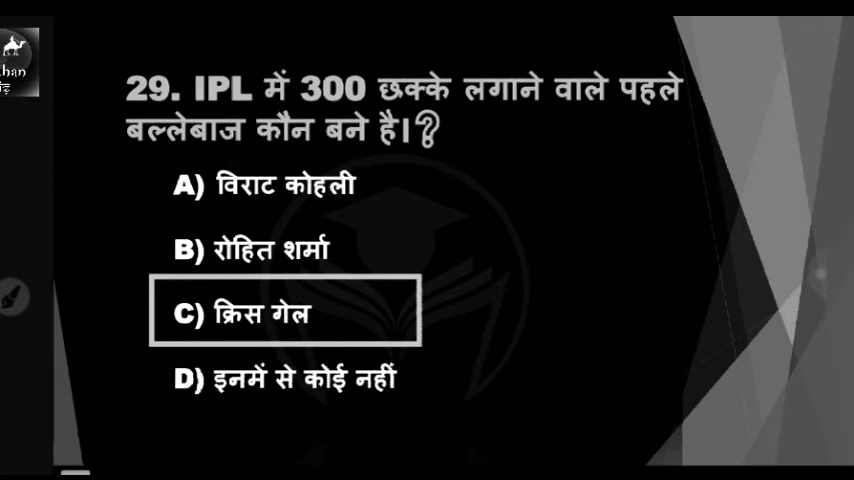 29. IPL में 300 छक्के लगाने वाले पहले
बल्लेबाज कौन बने है।?
A) विराट कोहली
B) रोहित शर्मा
C) क्रिस गेल
D) इनमें से कोई नहीं